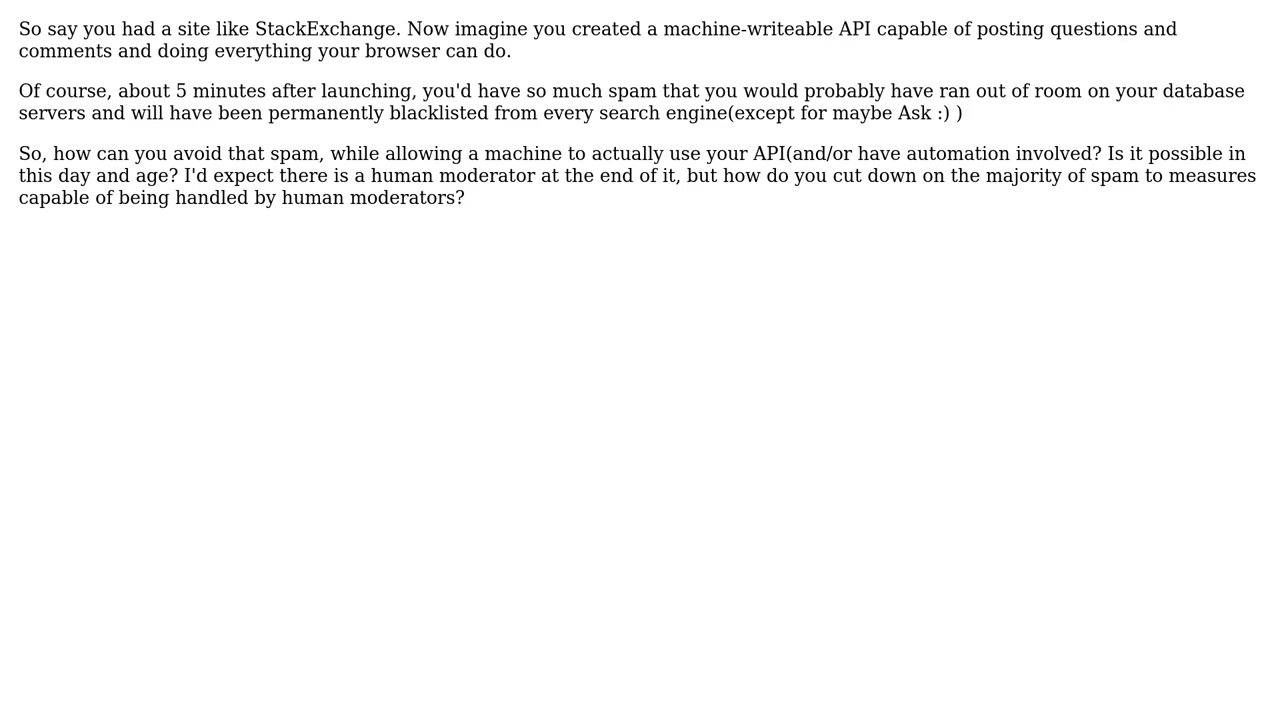 So say you had a site like StackExchange. Now imagine you created a machine-writeable API capable of posting questions and
comments and doing everything your browser can do.
Of course, about 5 minutes after launching, you'd have so much spam that you would probably have ran out of room on your database
servers and will have been permanently blacklisted from every search engine(except for maybe Ask :) )
So, how can you avoid that spam, while allowing a machine to actually use your API(and/or have automation involved? Is it possible in
this day and age? I'd expect there is a human moderator at the end of it, but how do you cut down on the majority of spam to measures
capable of being handled by human moderators?